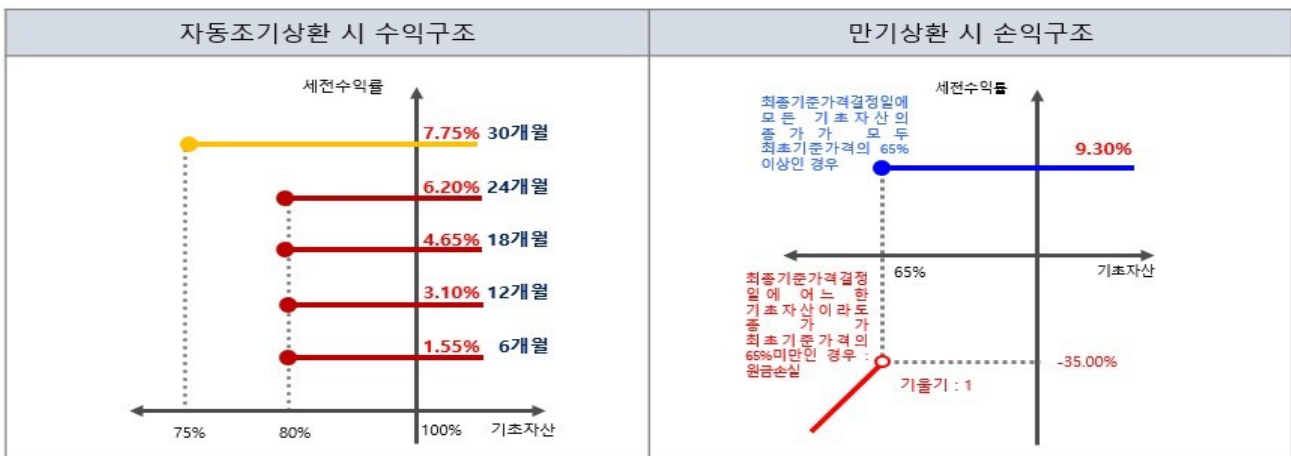 자동조기상환 시 수익구조
세전수익률
7.75% 30개월
6.20% 24개월
4.65% 18개월
3.10% 12개월
1.55% 6개월
75%
80%
100%
기초자산
만기상환 시 손익구조
세전수익률
최종기준가격결정일에
모든 기초자산의
종가가 모두
최초기준가격의 65%
이상인 경우
9.30%
65%
기초자산
최종기준가격결정
일에 어느 한
기초자산이라도
종가가
최초기준가격의
65%미만인 경우 :
원금손실
-35.00%
기울기 : 1